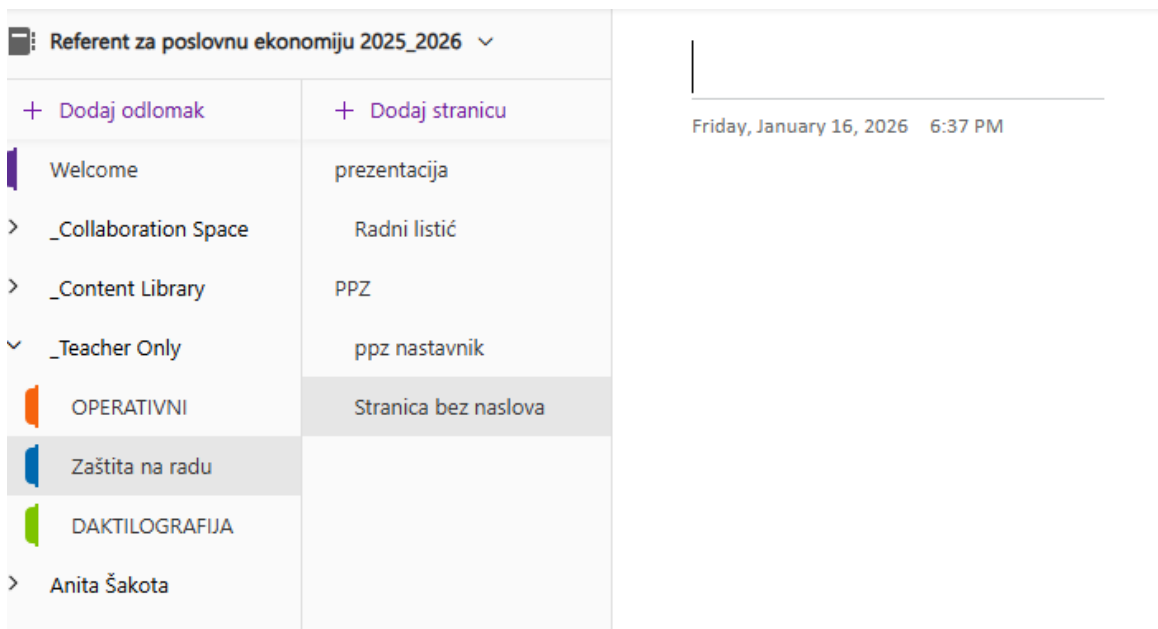 Referent za poslovnu ekonomiju 2025_2026
+ Dodaj odlomak
Welcome
_Collaboration Space
_Content Library
_Teacher Only
OPERATIVNI
Zaštita na radu
DAKTILOGRAFIJA
Anita Šakota
+ Dodaj stranicu
prezentacija
Radni listić
PPZ
ppz nastavnik
Stranica bez naslova
Friday, January 16, 2026 6:37 PM